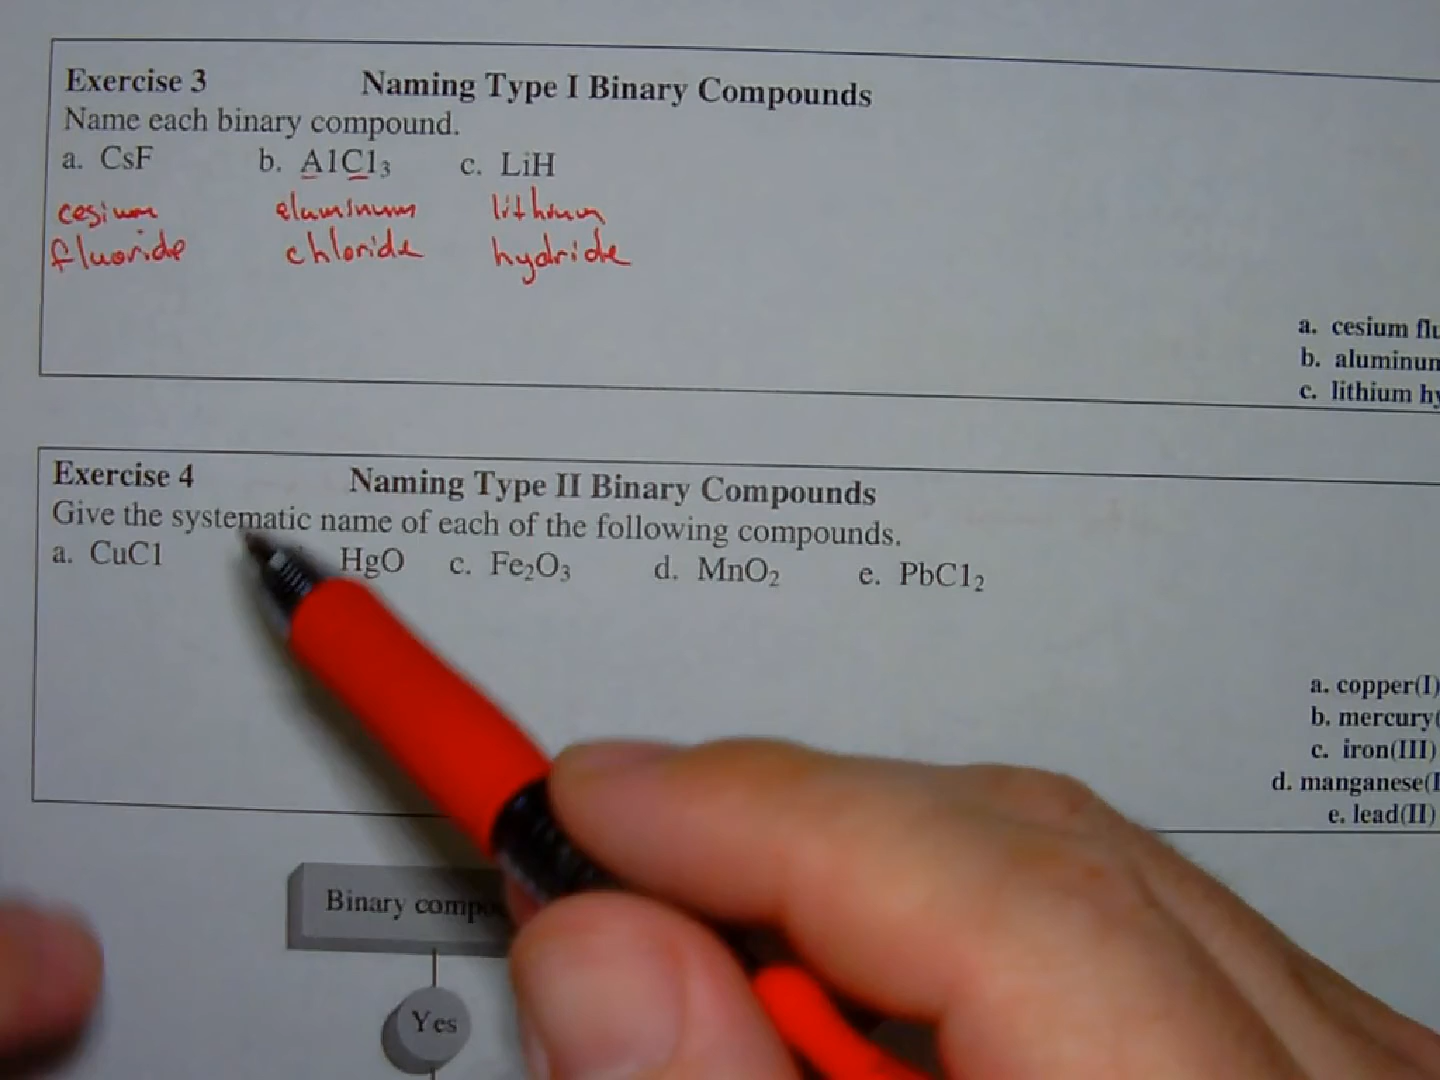 Exercise 3 Naming Type I Binary Compounds
Name each binary compound.
a. CsF b. AlCl₃ c. LiH
cesium aluminum lithium
fluoride chloride hydride
a. cesium
b. aluminum
c. lithium
Exercise 4 Naming Type II Binary Compounds
Give the systematic name of each of the following compounds.
a. CuCl HgO c. Fe₂O₃ d. MnO₂ e. PbCl₂
a. copper(I)
b. mercury(
c. iron(III)
d. manganese(
e. lead(II)
Binary
Yes